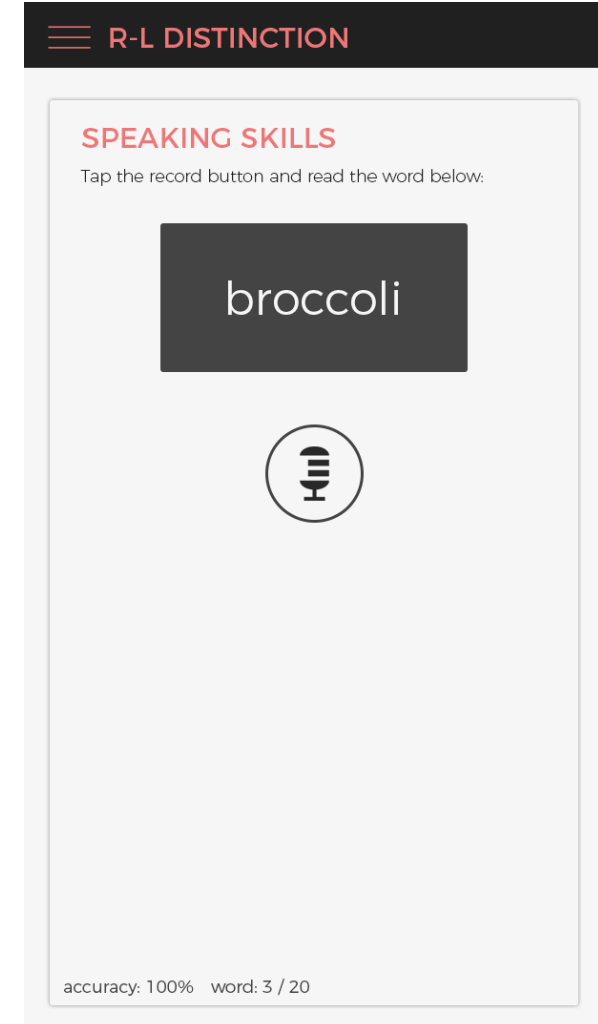 R-L DISTINCTION
SPEAKING SKILLS
Tap the record button and read the word below:
broccoli
accuracy: 100% word: 3 / 20